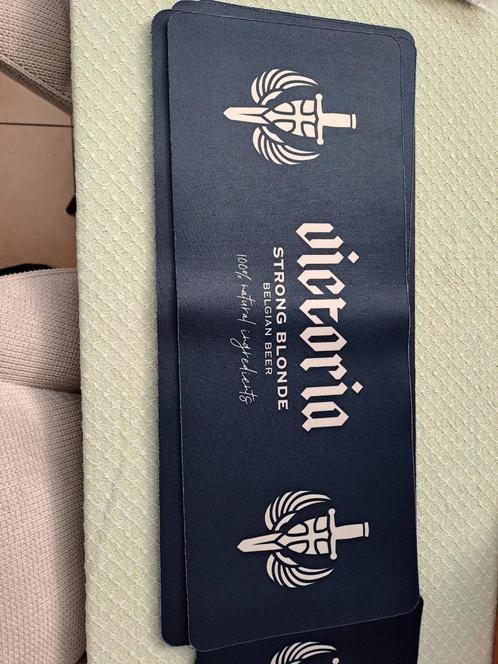 victoria
STRONG BLONDE
BELGIAN BEER
100% natural ingredients